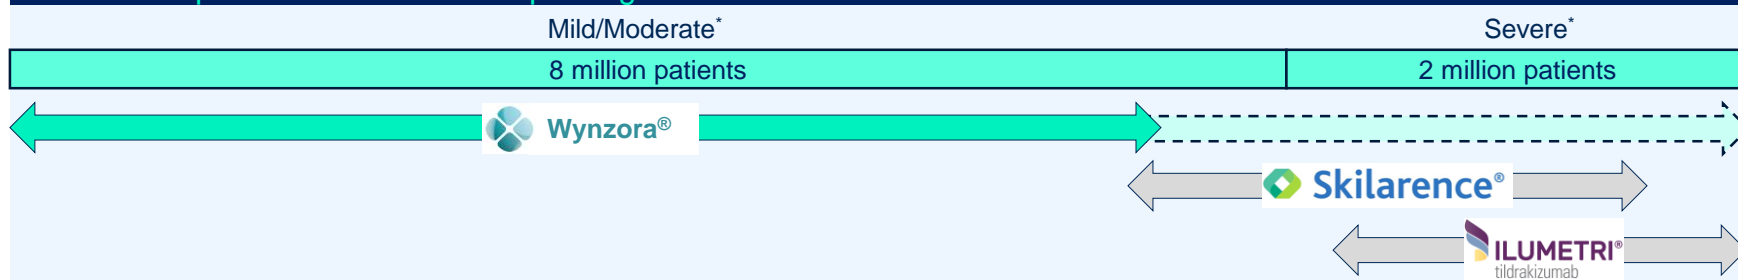 Mild/Moderate* Severe*
8 million patients 2 million patients
Wynzora®
Skilarence®
ILUMETRI®
tildrakizumab